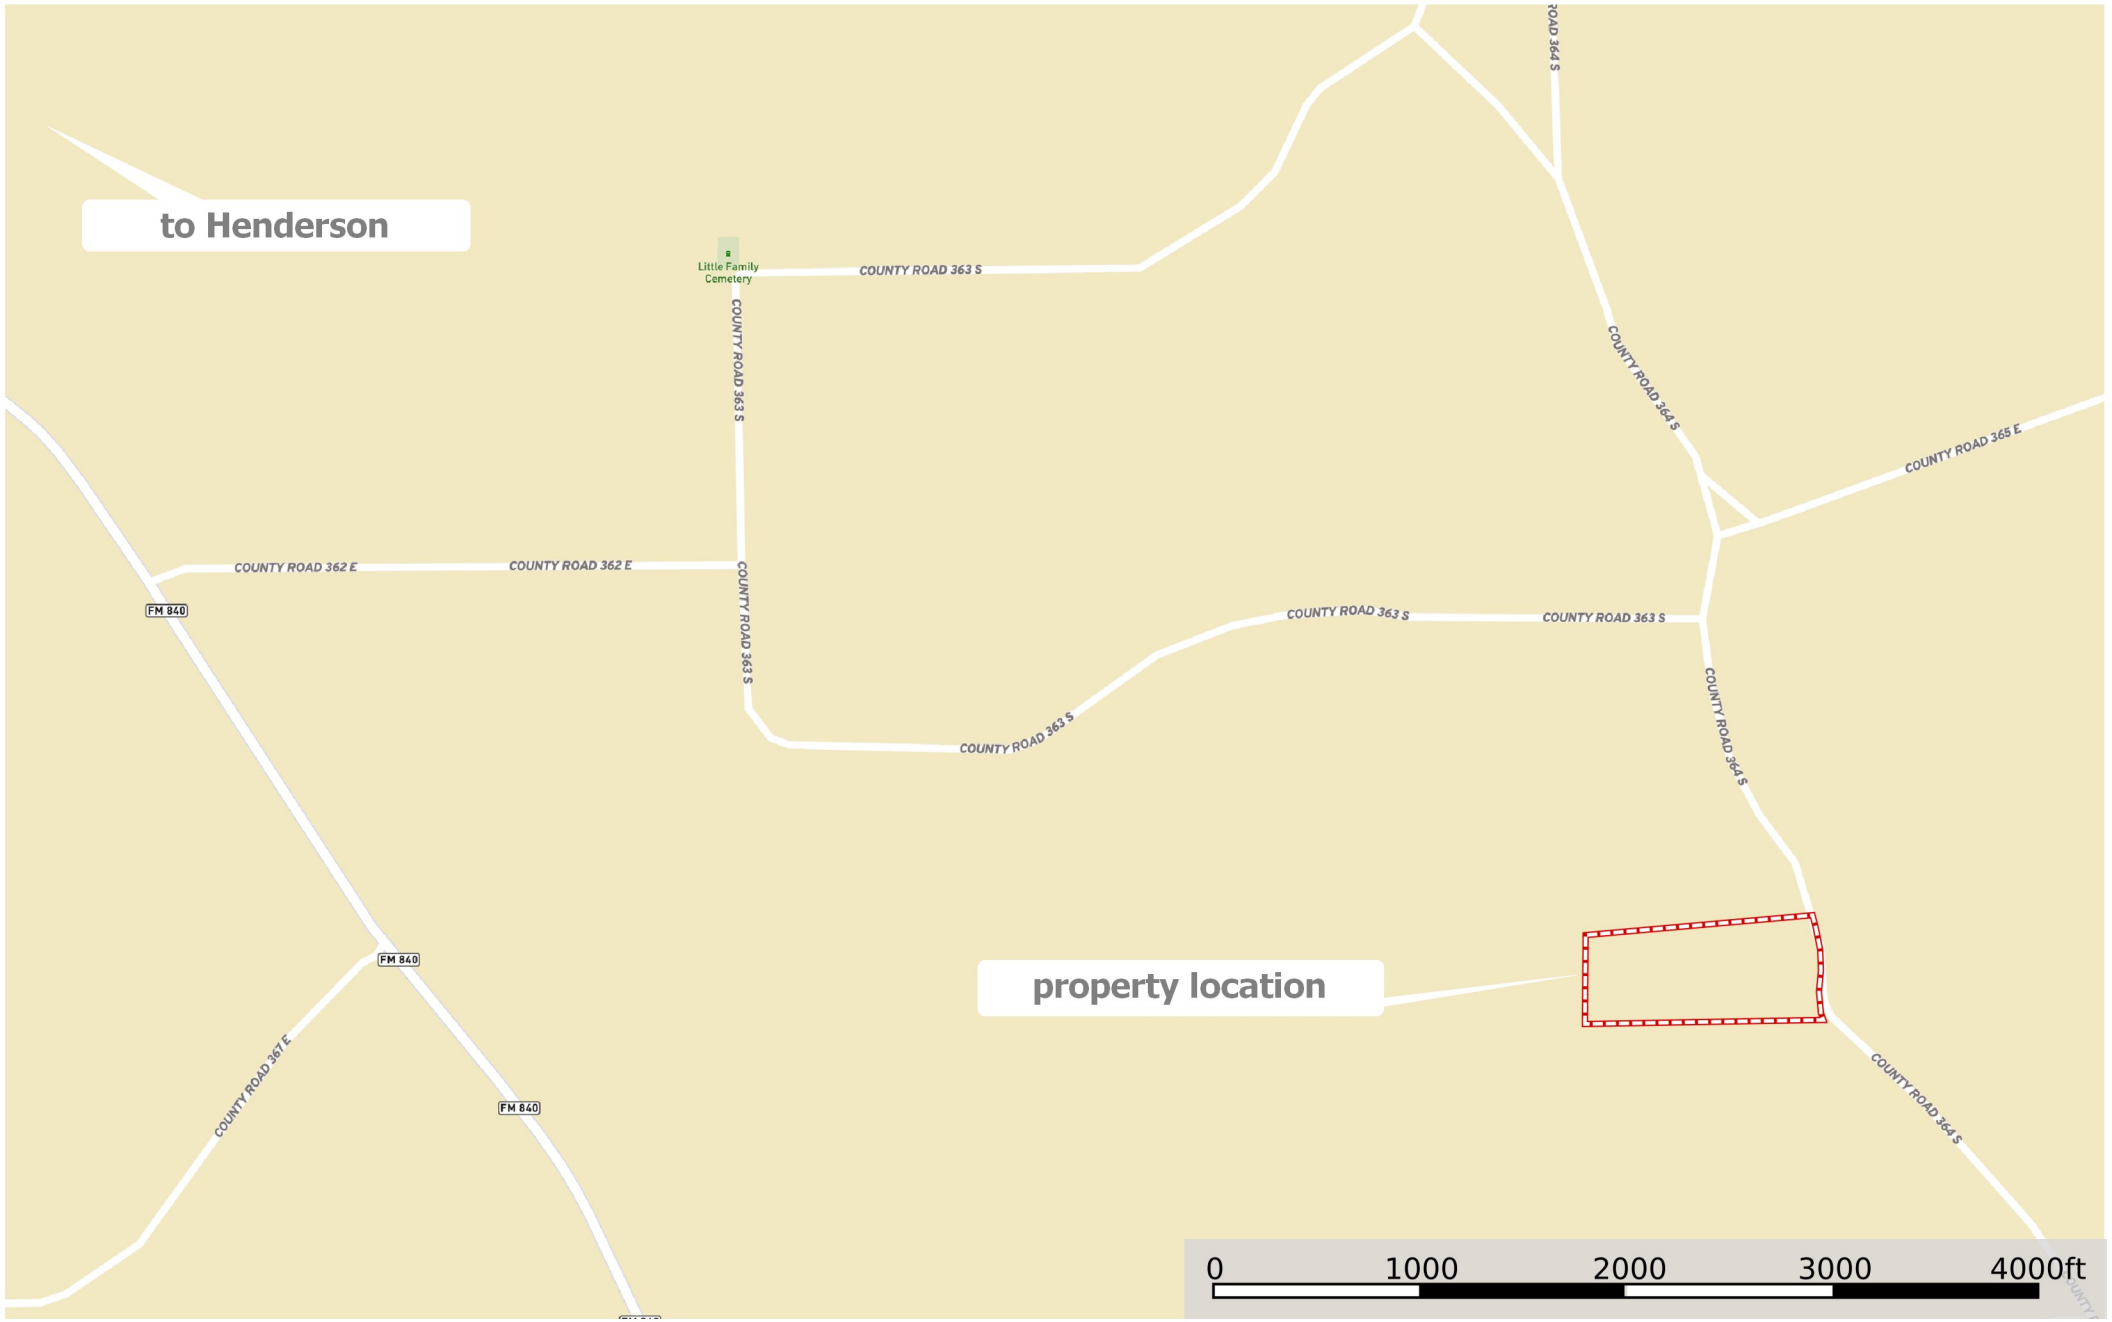 ROAD 364 S
to Henderson
Little Family
Cemetery
COUNTY ROAD 363 S
COUNTY ROAD 363 S
COUNTY ROAD 364 S
COUNTY ROAD 365 E
COUNTY ROAD 362 E
COUNTY ROAD 362 E
COUNTY ROAD 363 S
FM 840
COUNTY ROAD 363 S
COUNTY ROAD 363 S
COUNTY ROAD 364 S
COUNTY ROAD 363 S
FM 840
property location
COUNTY ROAD 367 E
FM 840
COUNTY ROAD 364 S
0 1000 2000 3000 4000ft